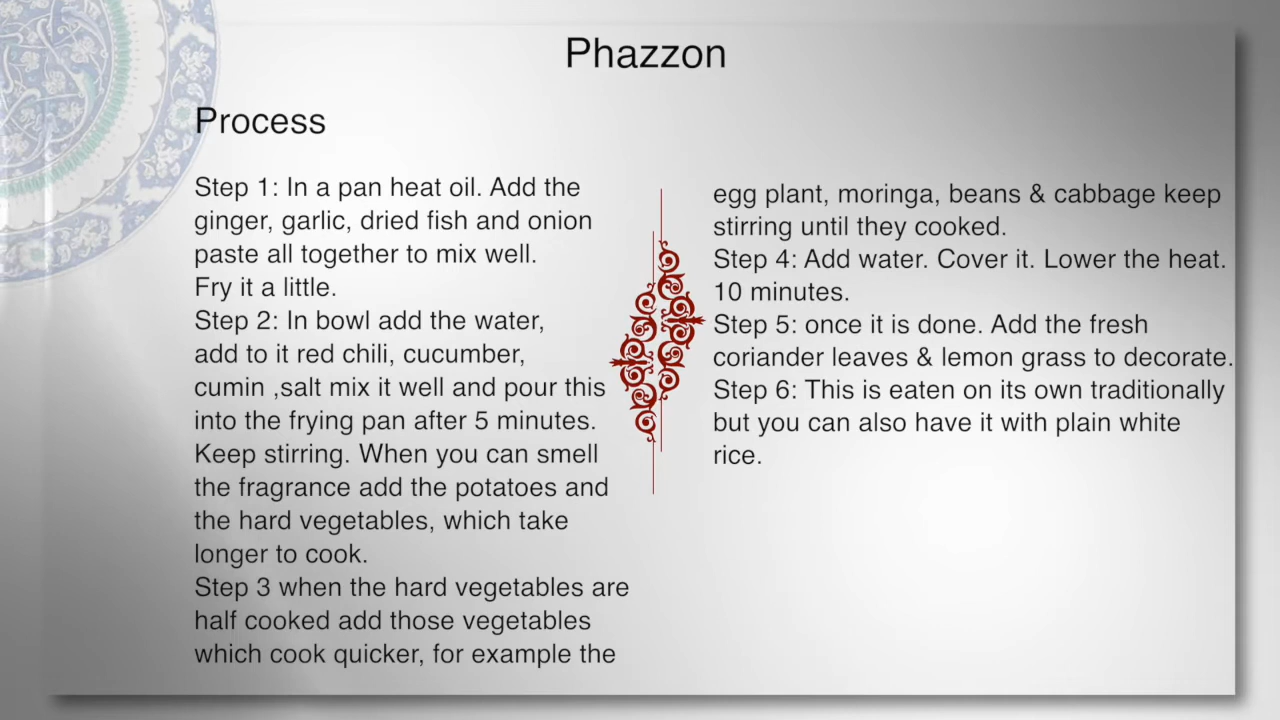 Phazzon
Process
Step 1: In a pan heat oil. Add the
ginger, garlic, dried fish and onion
paste all together to mix well.
Fry it a little.
Step 2: In bowl add the water,
add to it red chili, cucumber,
cumin ,salt mix it well and pour this
into the frying pan after 5 minutes.
Keep stirring. When you can smell
the fragrance add the potatoes and
the hard vegetables, which take
longer to cook.
Step 3 when the hard vegetables are
half cooked add those vegetables
which cook quicker, for example the
egg plant, moringa, beans & cabbage keep
stirring until they cooked.
Step 4: Add water. Cover it. Lower the heat.
10 minutes.
Step 5: once it is done. Add the fresh
coriander leaves & lemon grass to decorate.
Step 6: This is eaten on its own traditionally
but you can also have it with plain white
rice.